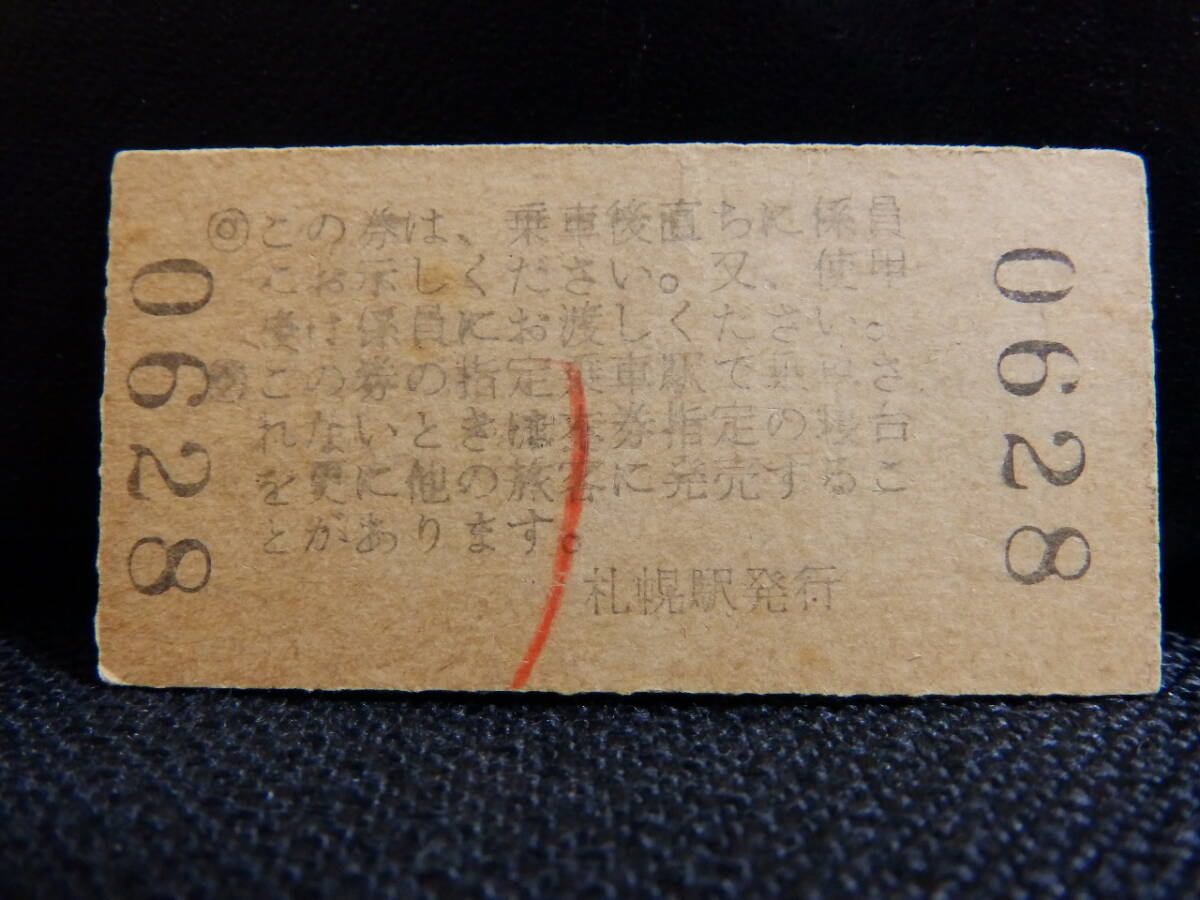 ◎この券は、乗車後直ちに係員
にお示しください。又、使用
後は係員にお渡しください。
◎この券の指定乗車駅で乗車さ
れないときは本券指定の寝台
を更に他の旅客に発売するこ
とがあります。
札幌駅発行
0628
0628